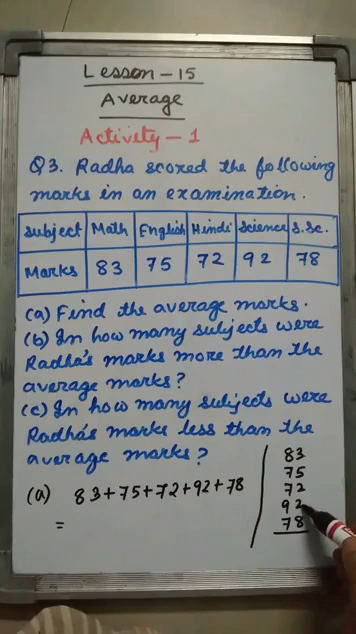 Lesson-15
Average
Activity-1
Q3. Radha scored the following
marks in an examination.
Subject Math English Hindi Science S.Sc.
Marks 83 75 72 92 78
(a) Find the average marks.
(b) In how many subjects were
Radha's marks more than the
average marks?
(c) In how many subjects were
Radha's marks less than the
average marks?
(a) 83+75+72+92+78
=
83
75
72
92
78